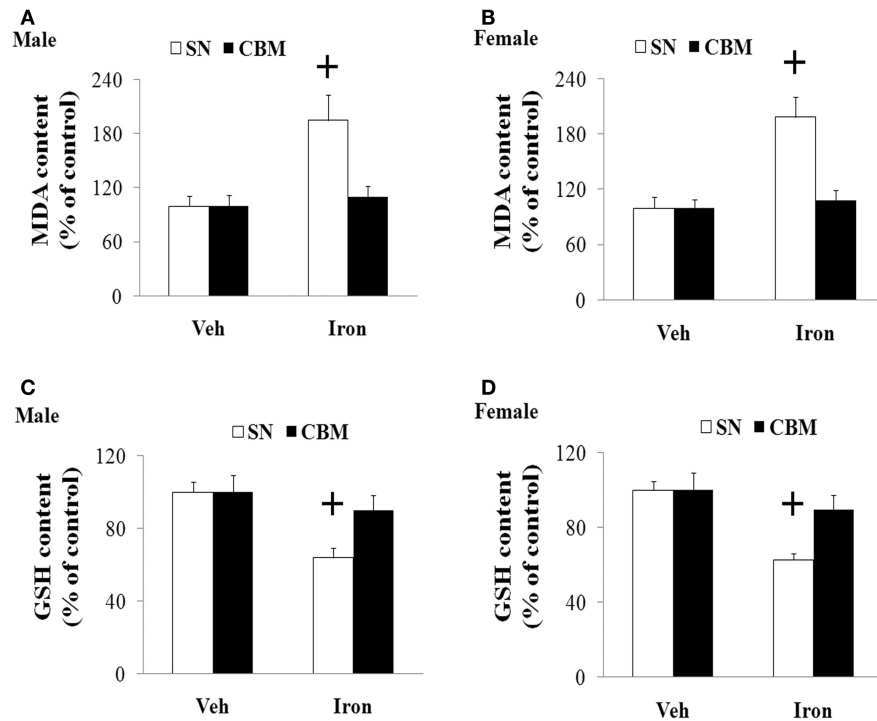 A
Male
SN CBM
+
MDA content
(% of control)
240
180
120
60
0
Veh Iron
B
Female
SN CBM
+
MDA content
(% of control)
240
180
120
60
0
Veh Iron
C
Male
SN CBM
+
GSH content
(% of control)
120
80
40
0
Veh Iron
D
Female
SN CBM
+
GSH content
(% of control)
120
80
40
0
Veh Iron